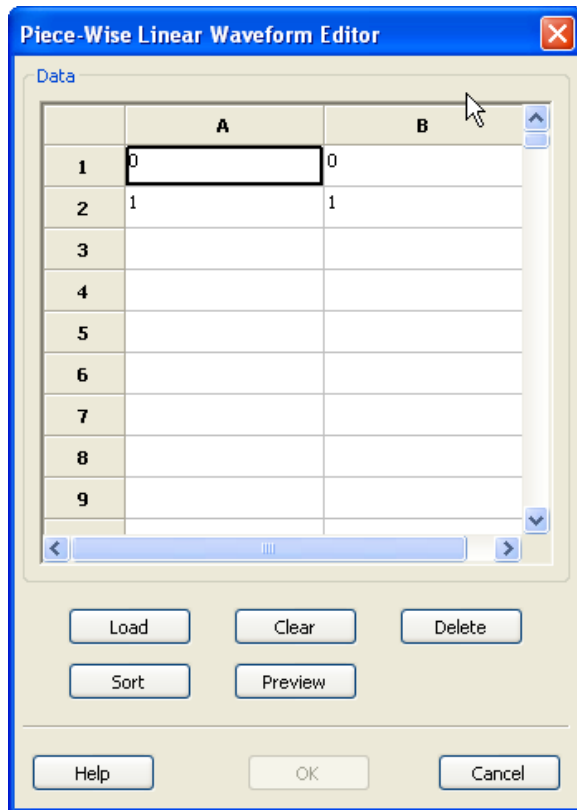 Piece-Wise Linear Waveform Editor
Data
A B
1 0 0
2 1 1
3
4
5
6
7
8
9
Load Clear Delete
Sort Preview
Help OK Cancel